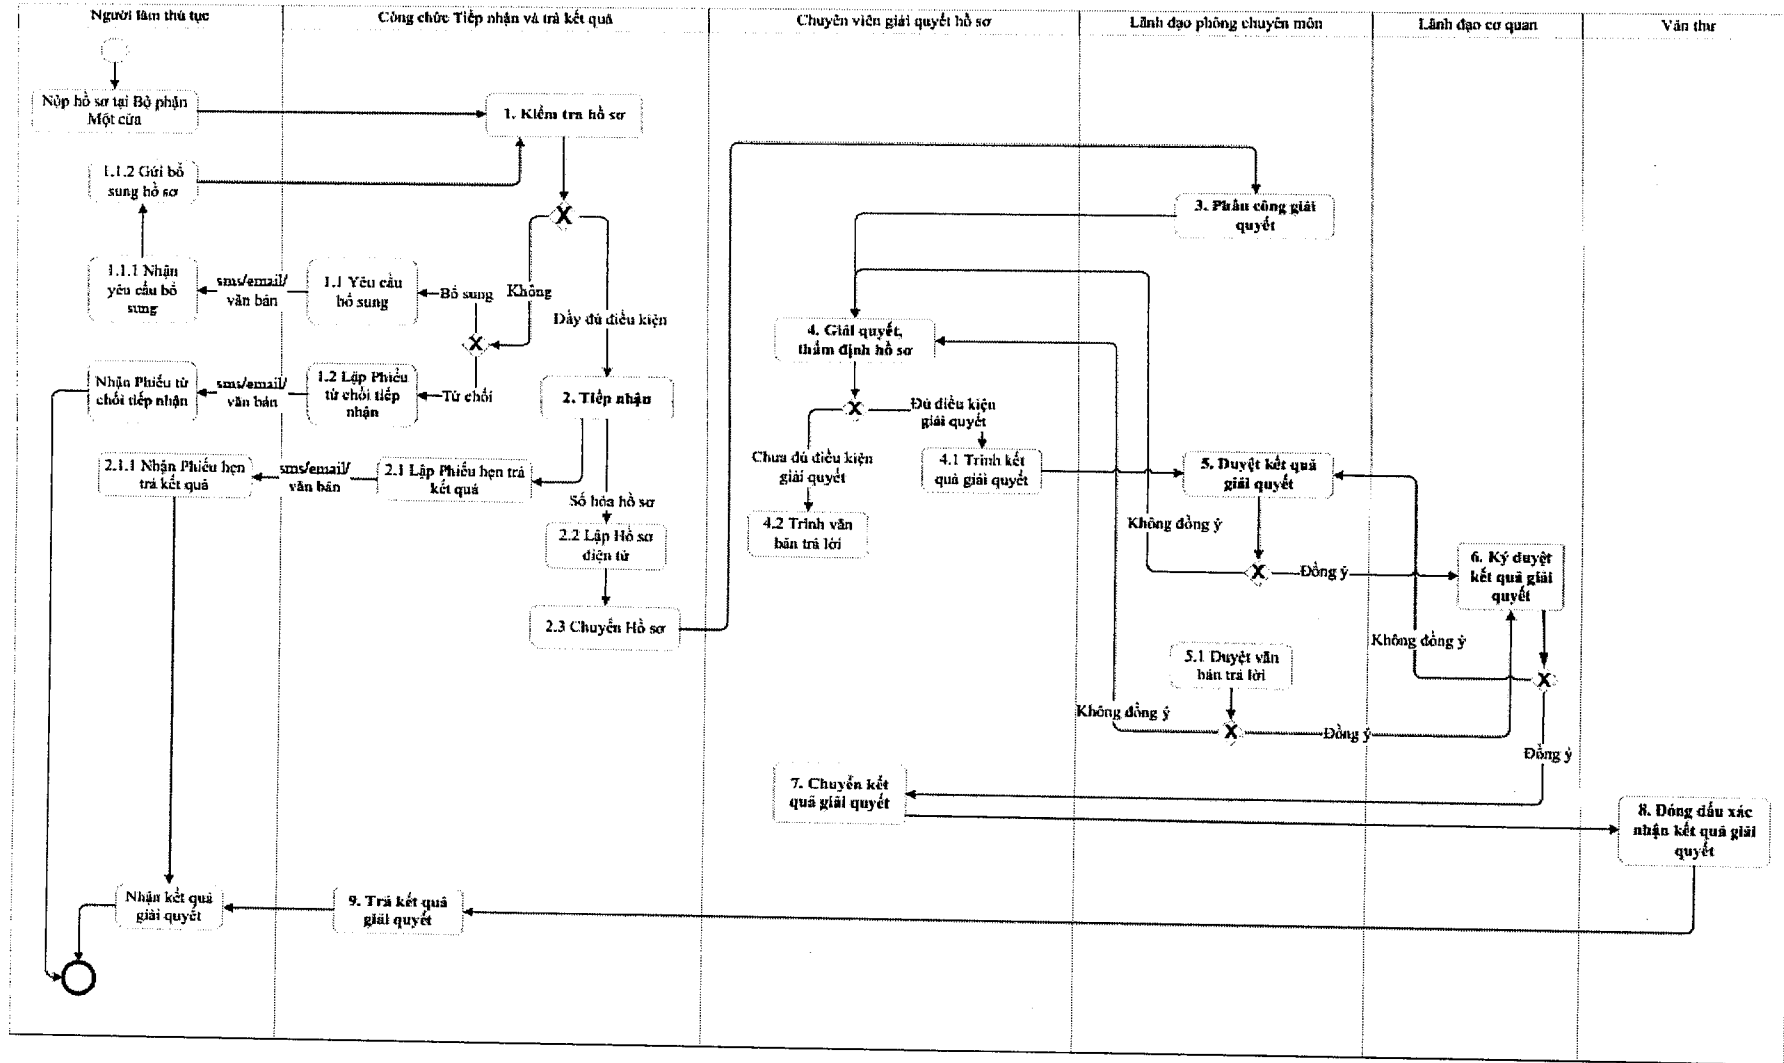 Người làm thủ tục
Công chức Tiếp nhận và trả kết quả
Chuyên viên giải quyết hồ sơ
Lãnh đạo phòng chuyên môn
Lãnh đạo cơ quan
Văn thư
Nộp hồ sơ tại Bộ phận
Một cửa
1. Kiểm tra hồ sơ
1.1.2 Gửi bổ
sung hồ sơ
X
3. Phân công giải
quyết
1.1.1 Nhận
yêu cầu bổ
sung
sms/email/
văn bản
1.1 Yêu cầu
bổ sung
Bổ sung
Không
Đầy đủ điều kiện
X
4. Giải quyết,
thẩm định hồ sơ
Nhận Phiếu từ
chối tiếp nhận
sms/email/
văn bản
1.2 Lập Phiếu
từ chối tiếp
nhận
Từ chối
2. Tiếp nhận
X
Đủ điều kiện
giải quyết
Chưa đủ điều kiện
giải quyết
2.1.1 Nhận Phiếu hẹn
trả kết quả
sms/email/
văn bản
2.1 Lập Phiếu hẹn trả
kết quả
4.1 Trình kết
quả giải quyết
5. Duyệt kết quả
giải quyết
Số hóa hồ sơ
2.2 Lập Hồ sơ
điện tử
4.2 Trình văn
bản trả lời
Không đồng ý
X
Đồng ý
6. Ký duyệt
kết quả giải
quyết
2.3 Chuyển Hồ sơ
Không đồng ý
5.1 Duyệt văn
bản trả lời
X
Không đồng ý
X
Đồng ý
Đồng ý
7. Chuyển kết
quả giải quyết
8. Đóng dấu xác
nhận kết quả giải
quyết
Nhận kết quả
giải quyết
9. Trả kết quả
giải quyết